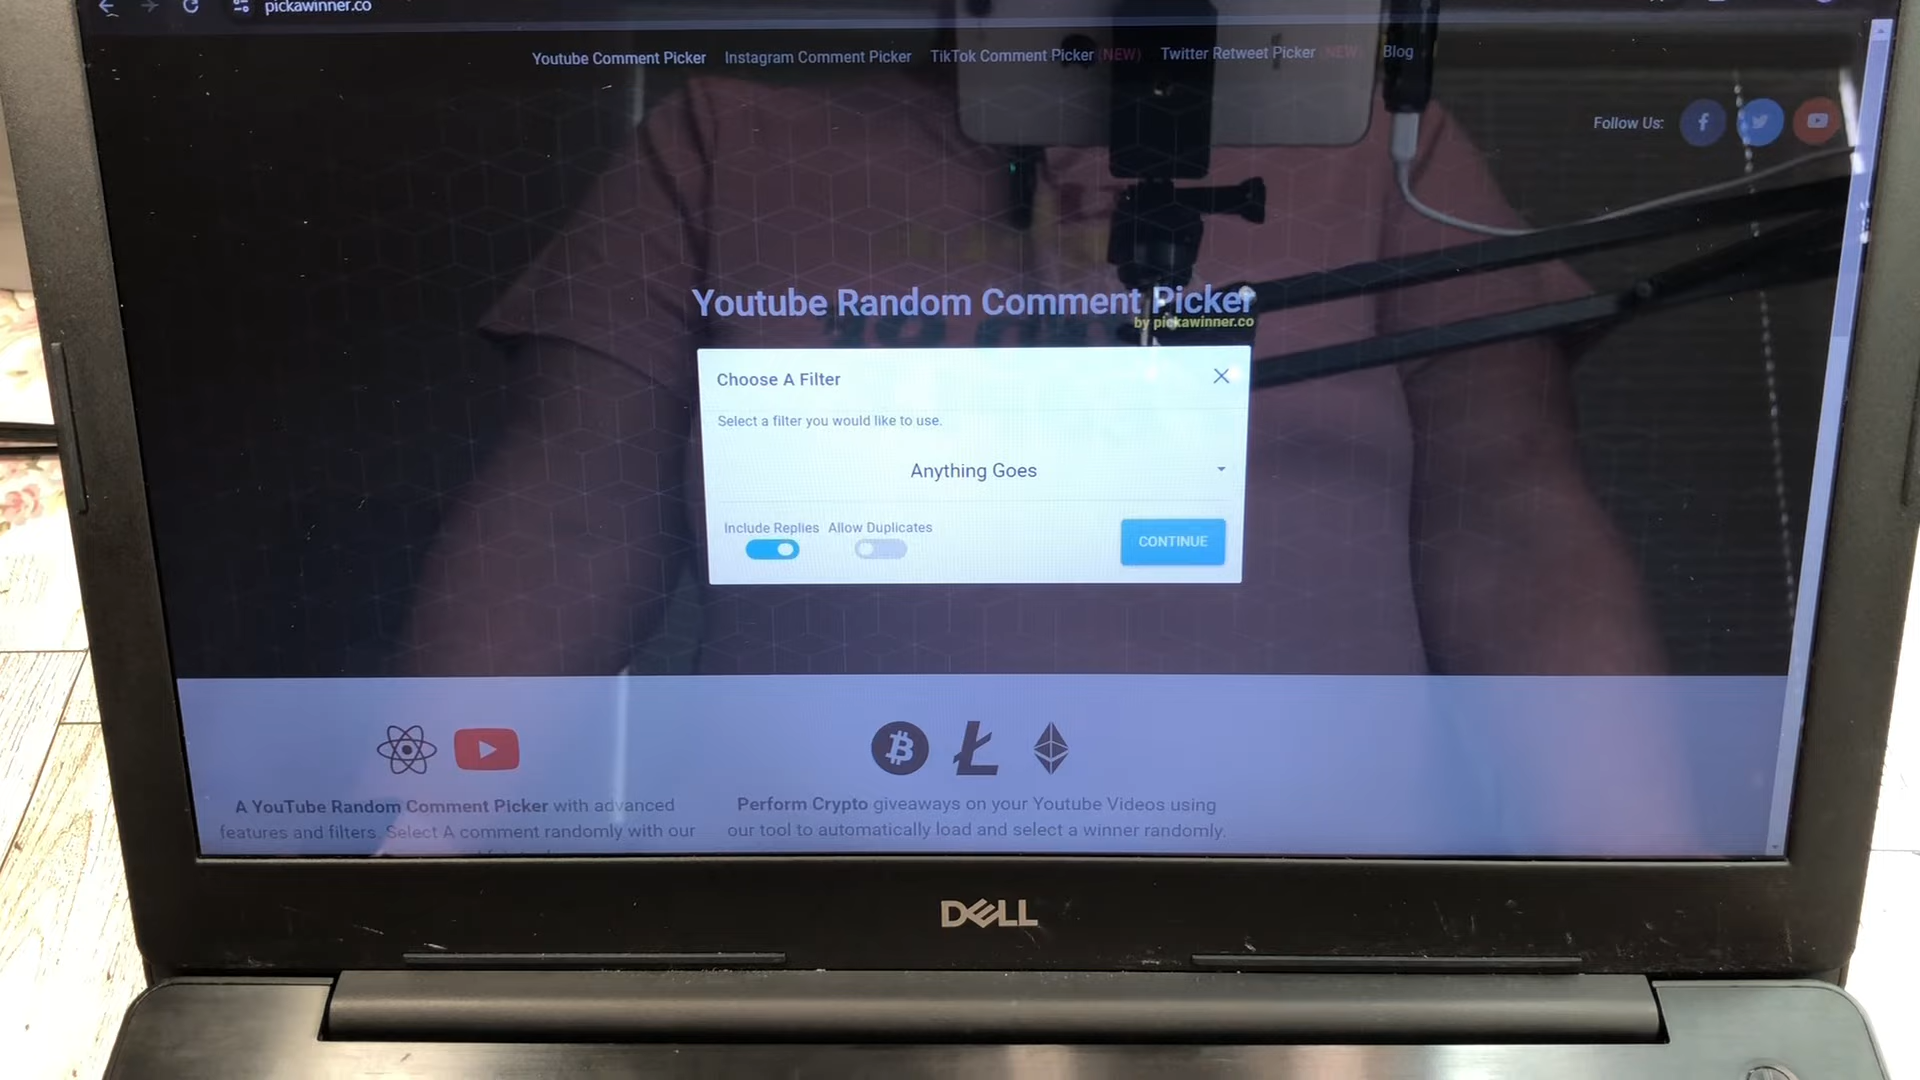 pickawinner.co
Youtube Comment Picker Instagram Comment Picker TikTok Comment Picker (NEW) Twitter Retweet Picker NEW Blog
Follow Us:
Youtube Random Comment Picker
by pickawinner.co
Choose A Filter
Select a filter you would like to use.
Anything Goes
Include Replies Allow Duplicates
CONTINUE
A YouTube Random Comment Picker with advanced
features and filters. Select A comment randomly with our
Perform Crypto giveaways on your Youtube Videos using
our tool to automatically load and select a winner randomly.
DELL